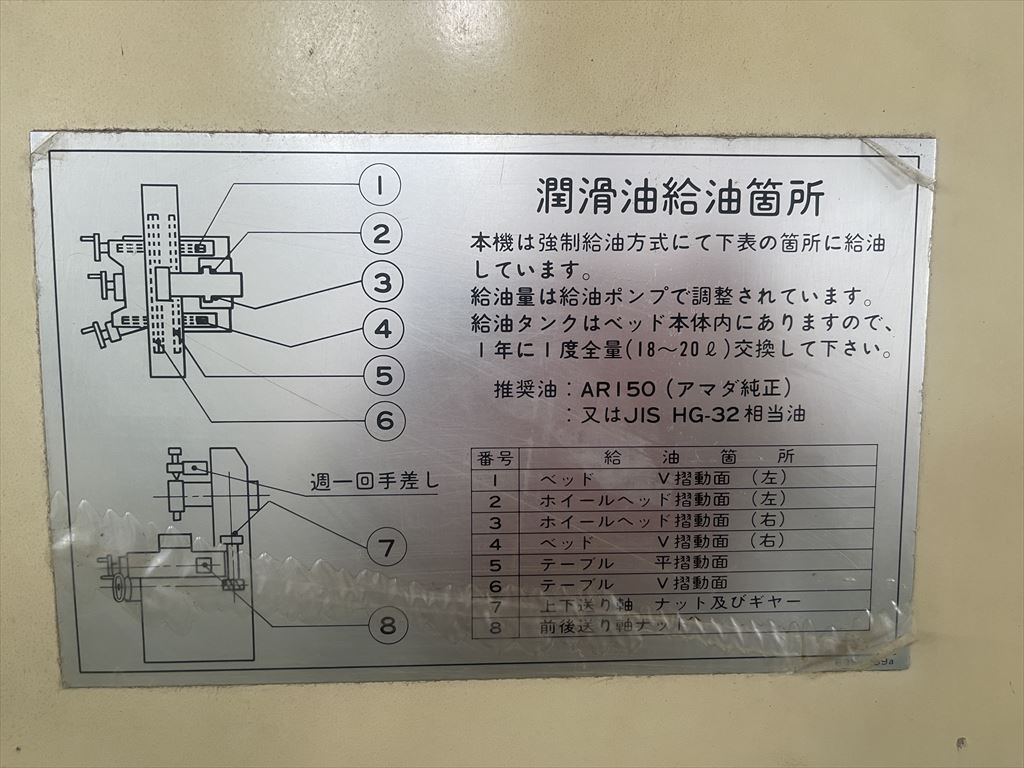 潤滑油給油箇所
本機は強制給油方式にて下表の箇所に給油
しています。
給油量は給油ポンプで調整されています。
給油タンクはベッド本体内にありますので、
1年に1度全量(18～20ℓ)交換して下さい。
推奨油：AR150（アマダ純正）
：又はJIS HG-32相当油
1
2
3
4
5
6
週一回手差し
7
8
番号 給油箇所
1 ベッド V摺動面（左）
2 ホイールヘッド摺動面（左）
3 ホイールヘッド摺動面（右）
4 ベッド V摺動面（右）
5 テーブル 平摺動面
6 テーブル V摺動面
7 上下送り軸 ナット及びギヤー
8 前後送り軸ナット